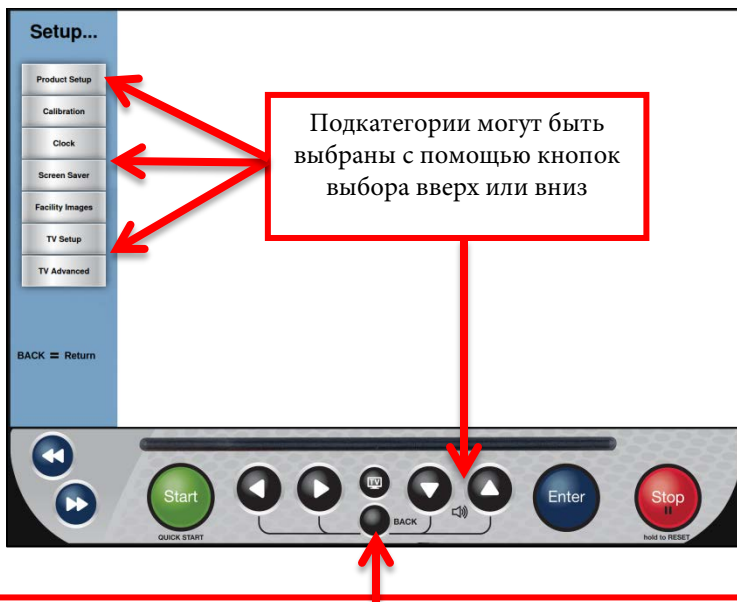 Setup...
Product Setup
Calibration
Clock
Screen Saver
Facility Images
TV Setup
TV Advanced
BACK = Return
Подкатегории могут быть
выбраны с помощью кнопок
выбора вверх или вниз
Start
QUICK START
TV
BACK
Enter
Stop
hold to RESET